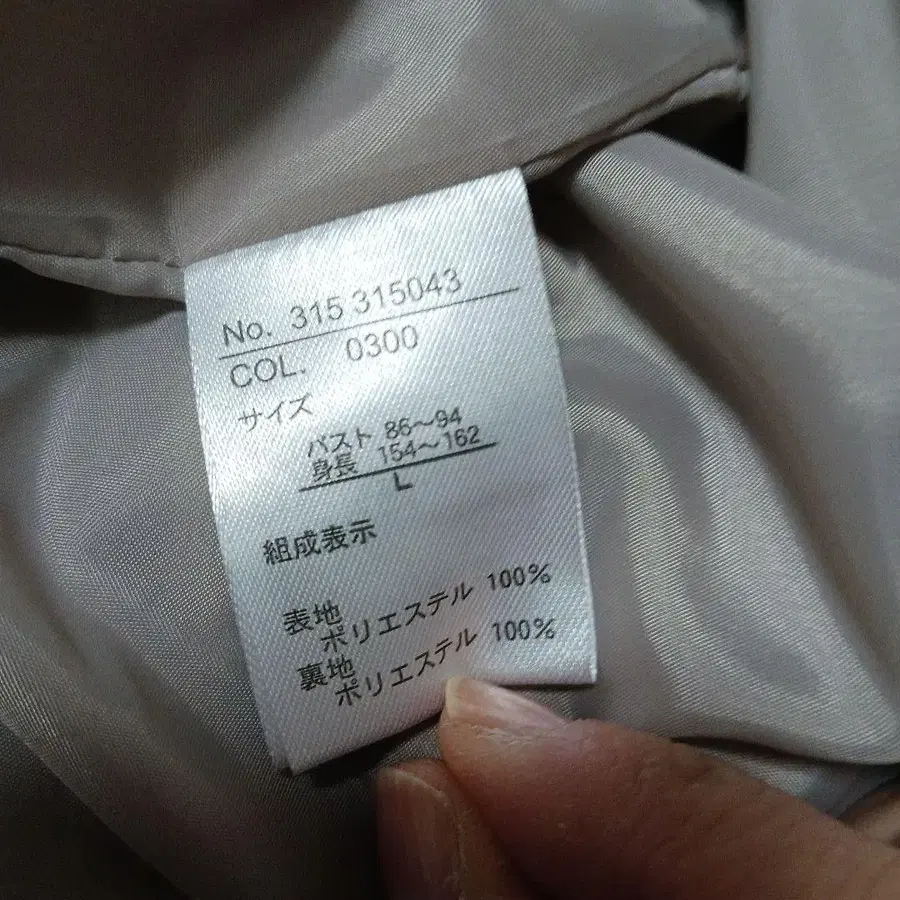 No. 315 315043
COL. 0300
サイズ
バスト 86～94
身長 154～162
L
組成表示
表地
ポリエステル 100%
裏地
ポリエステル 100%